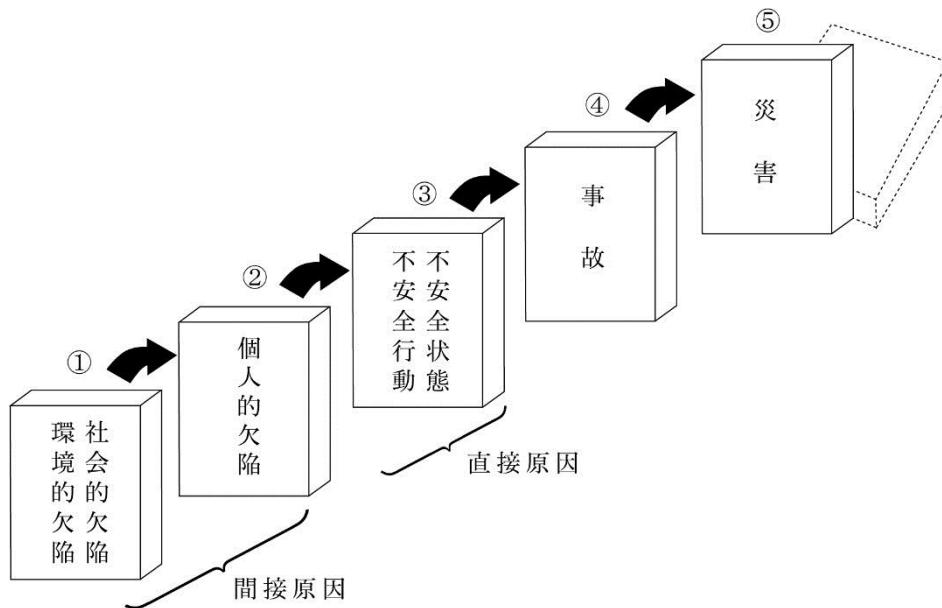 ①
社会的欠陥
環境的欠陥
②
個人的欠陥
間接原因
③
不安全状態
不安全行動
直接原因
④
事故
⑤
災害